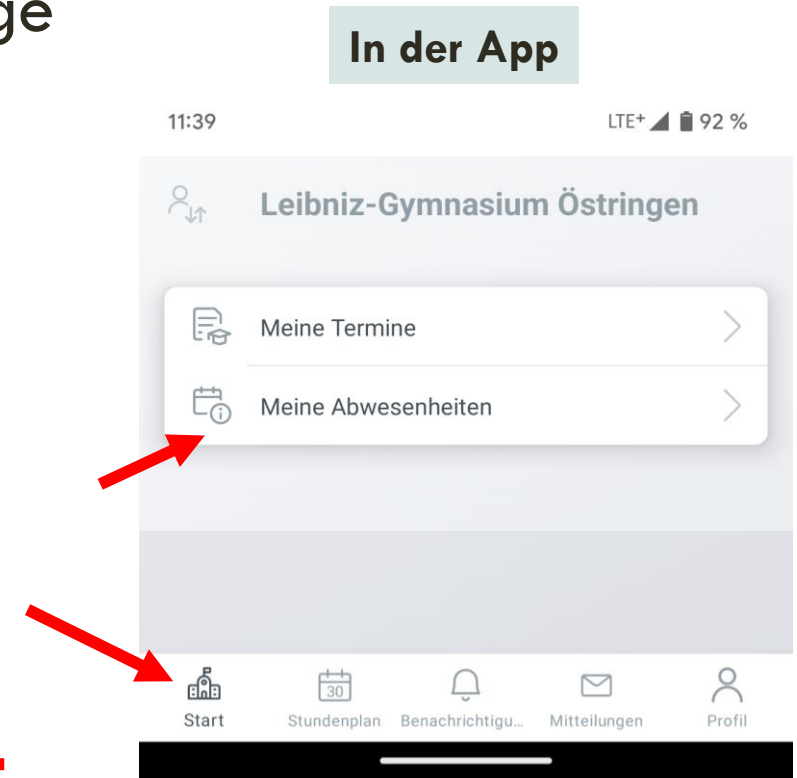 ge
In der App
11:39 LTE+ 92 %
Leibniz-Gymnasium Östringen
Meine Termine
Meine Abwesenheiten
30
Start Stundenplan Benachrichtigu... Mitteilungen Profil